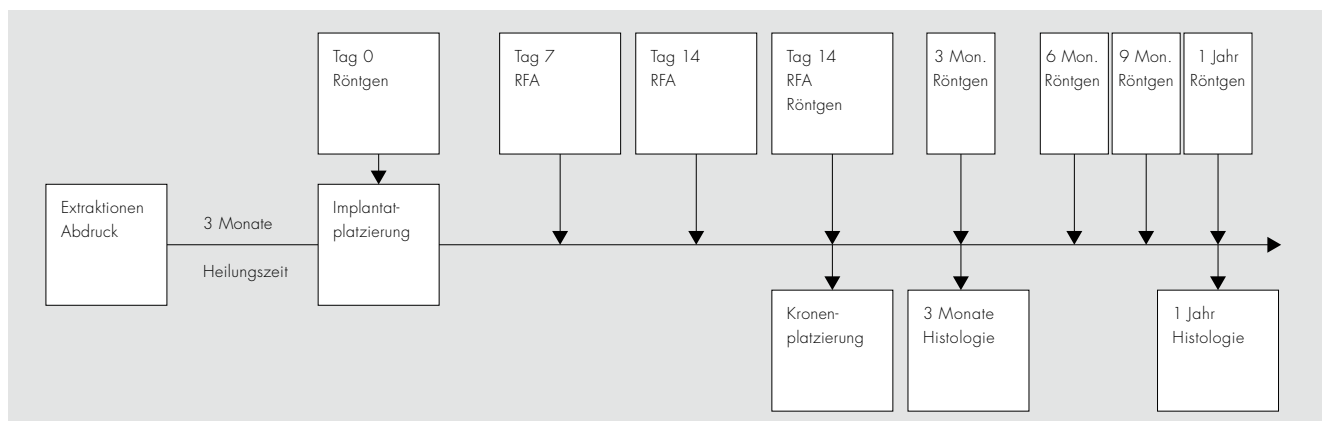 Tag 0
Röntgen
Tag 7
RFA
Tag 14
RFA
Tag 14
RFA
Röntgen
3 Mon.
Röntgen
6 Mon.
Röntgen
9 Mon.
Röntgen
1 Jahr
Röntgen
Extraktionen
Abdruck
3 Monate
Heilungszeit
Implantat-
platzierung
Kronen-
platzierung
3 Monate
Histologie
1 Jahr
Histologie